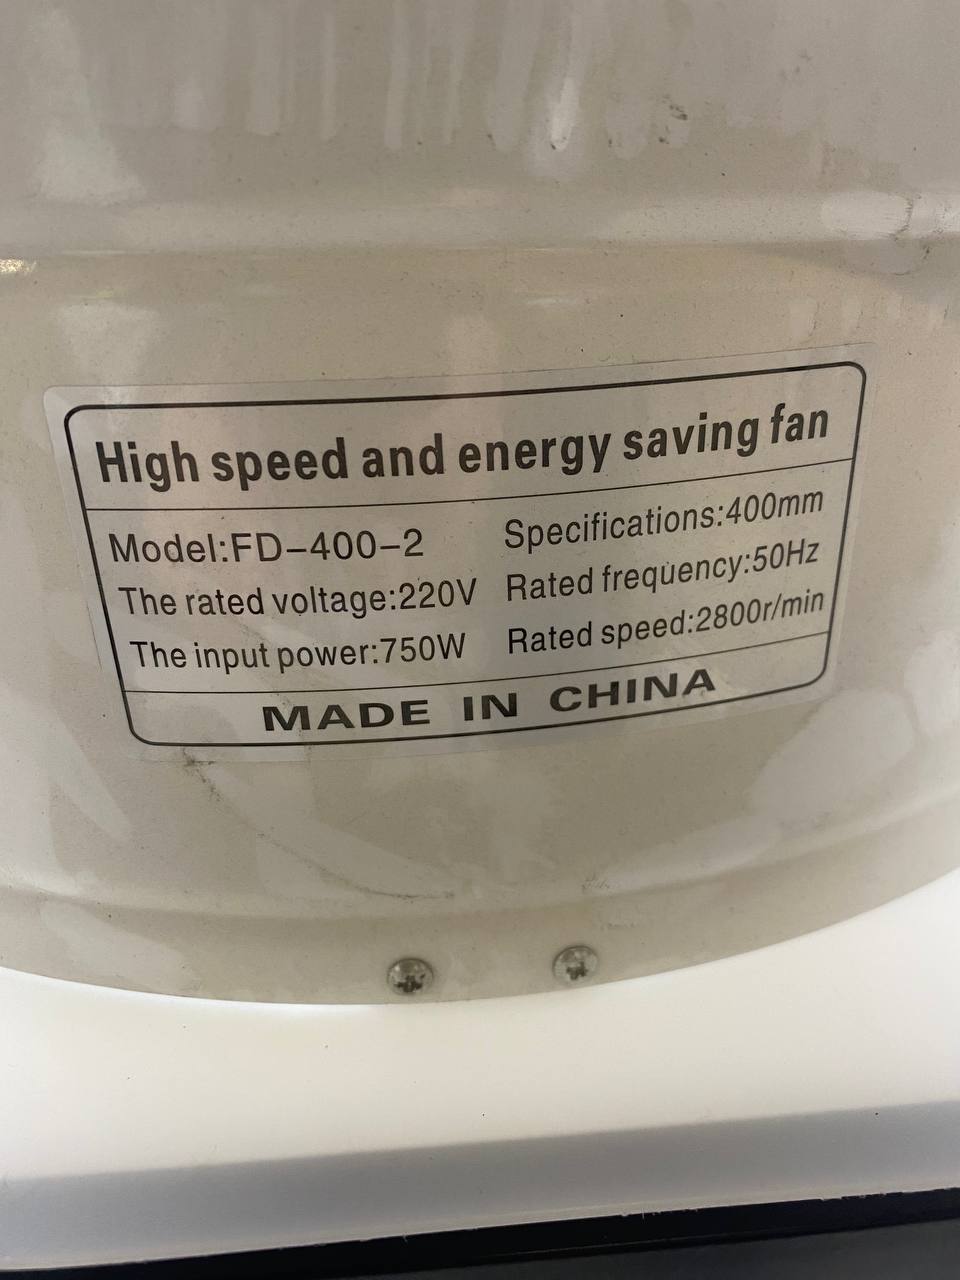 High speed and energy saving fan
Model:FD-400-2 Specifications:400mm
The rated voltage:220V Rated frequency:50Hz
The input power:750W Rated speed:2800r/min
MADE IN CHINA